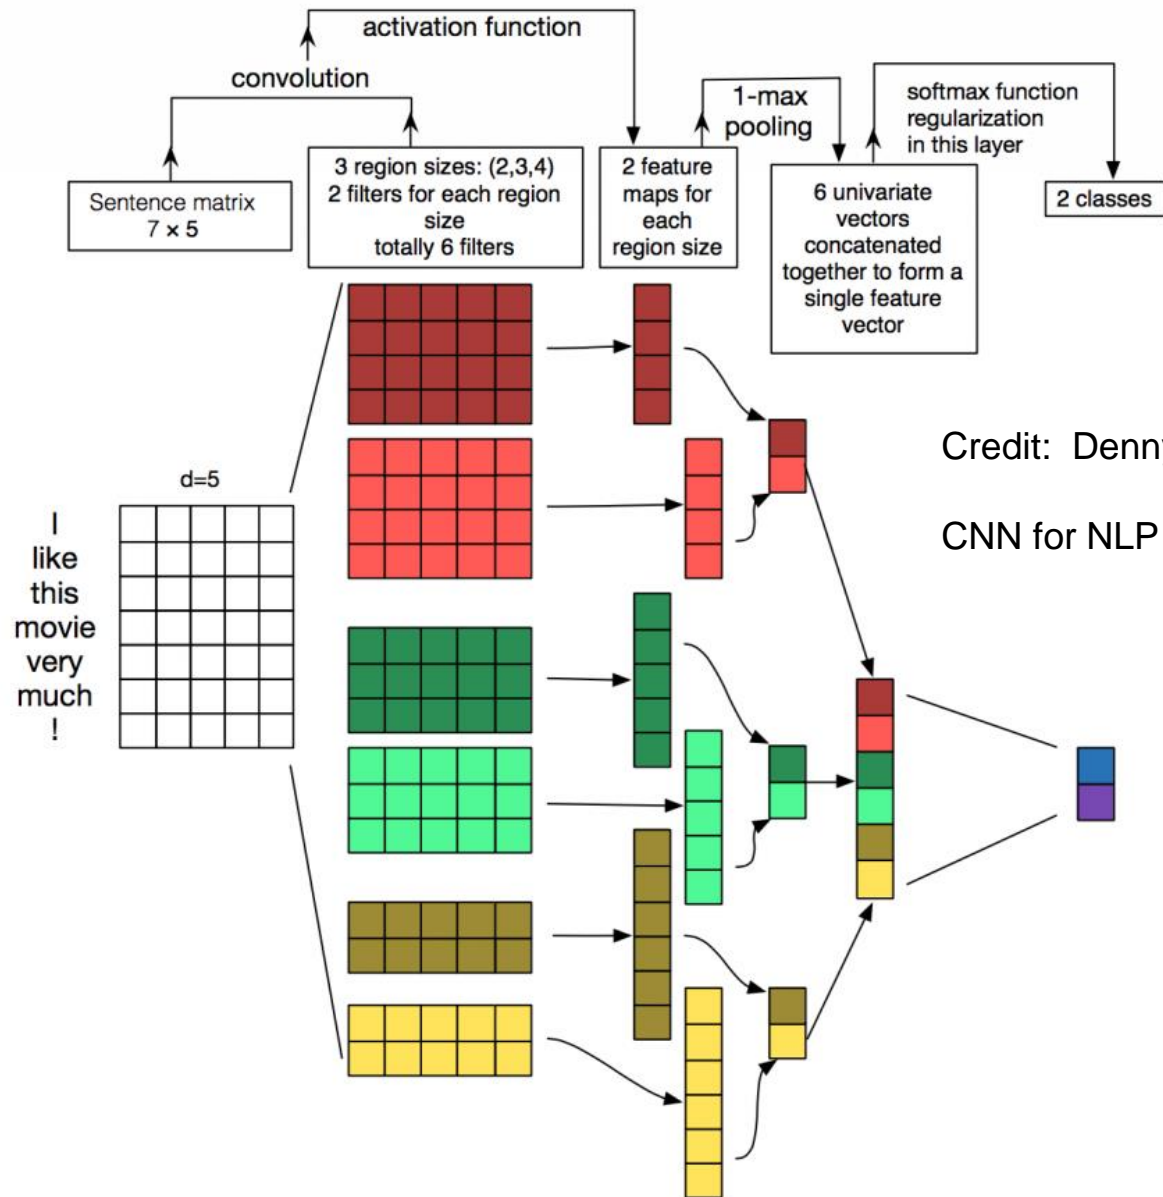 activation function
convolution
1-max
pooling
softmax function
regularization
in this layer
Sentence matrix
7 × 5
3 region sizes: (2,3,4)
2 filters for each region
size
totally 6 filters
2 feature
maps for
each
region size
6 univariate
vectors
concatenated
together to form a
single feature
vector
2 classes
d=5
I
like
this
movie
very
much
!
Credit:
CNN for NLP